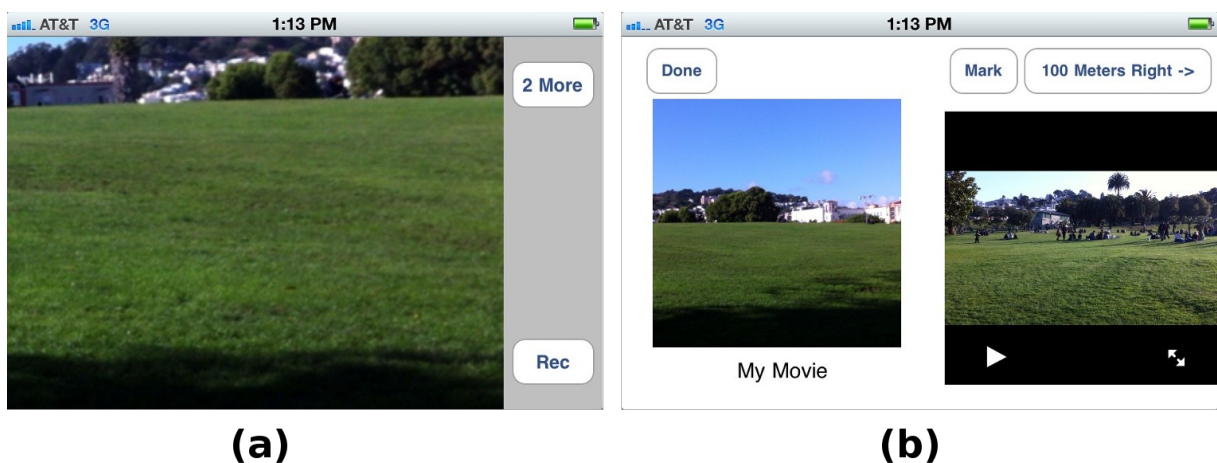 AT&T 3G 1:13 PM
2 More
Rec
(a)
AT&T 3G 1:13 PM
Done Mark 100 Meters Right ->
My Movie
(b)